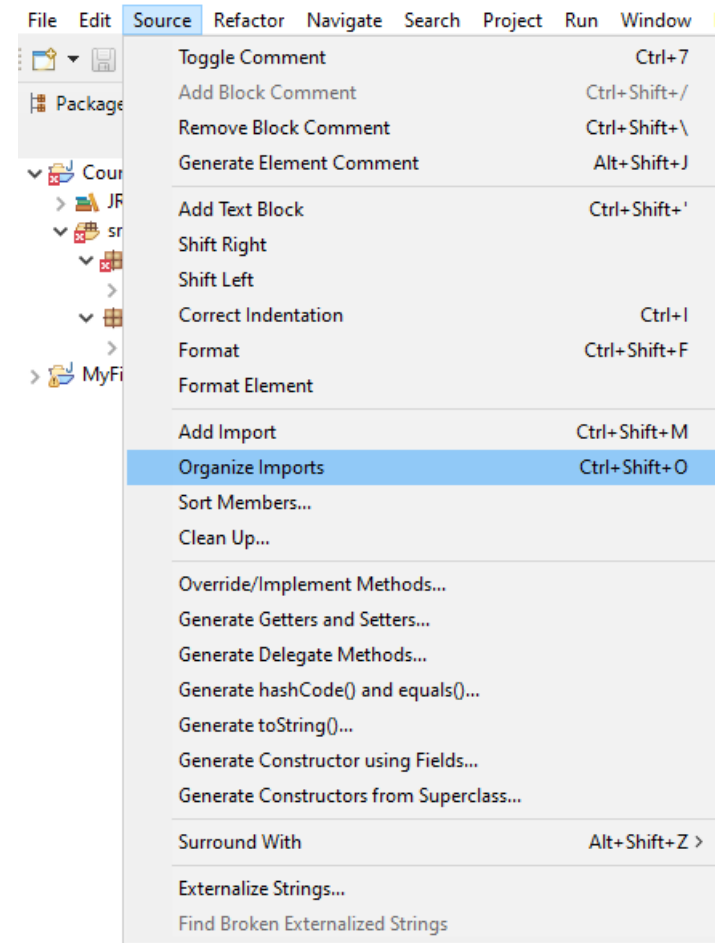 File Edit Source Refactor Navigate Search Project Run Window
Toggle Comment Ctrl+7
Package
Add Block Comment Ctrl+Shift+/
Remove Block Comment Ctrl+Shift+\
Generate Element Comment Alt+Shift+J
Cour
JR
Add Text Block Ctrl+Shift+'
sr
Shift Right
Shift Left
Correct Indentation Ctrl+I
Format Ctrl+Shift+F
MyFi
Format Element
Add Import Ctrl+Shift+M
Organize Imports Ctrl+Shift+O
Sort Members...
Clean Up...
Override/Implement Methods...
Generate Getters and Setters...
Generate Delegate Methods...
Generate hashCode() and equals()...
Generate toString()...
Generate Constructor using Fields...
Generate Constructors from Superclass...
Surround With Alt+Shift+Z >
Externalize Strings...
Find Broken Externalized Strings